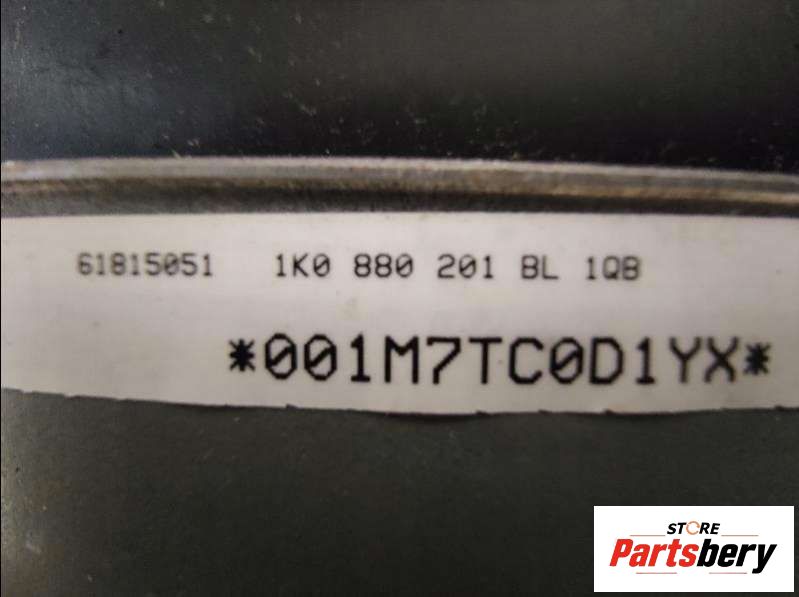 61815051 1K0 880 201 BL 1QB
*001M7TC0D1YX*
STORE
Partsbery